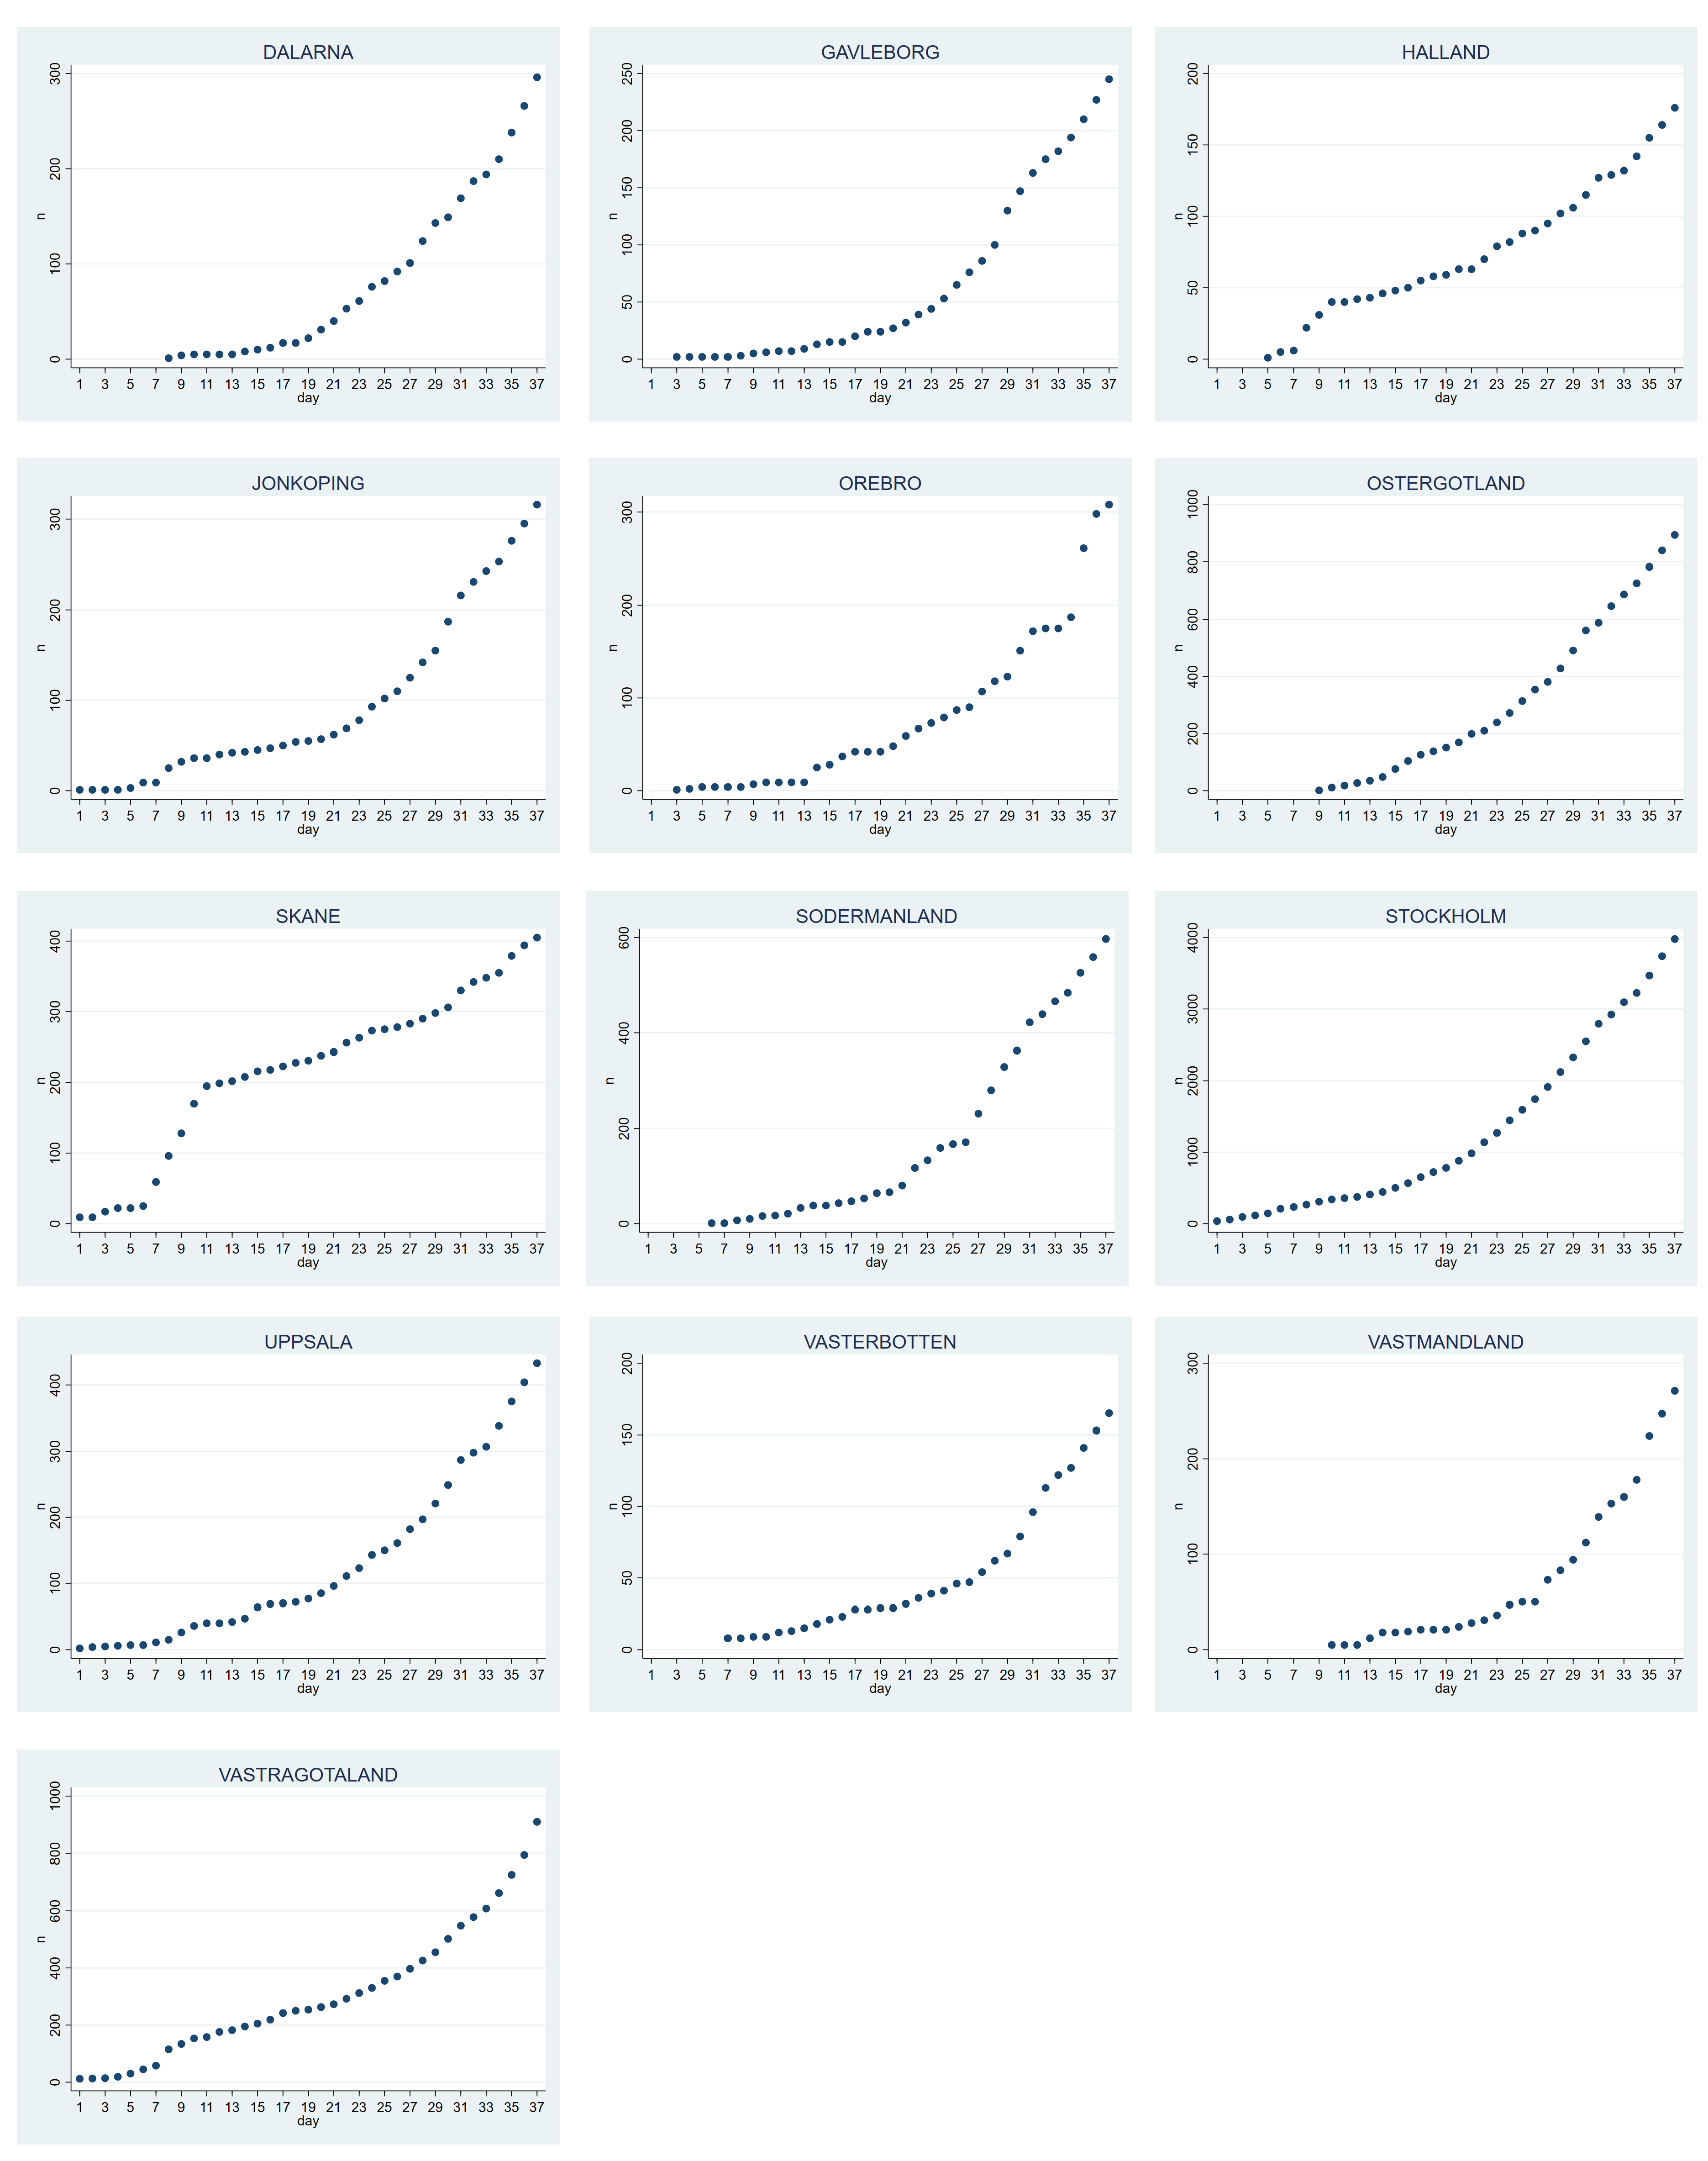 DALARNA
300
200
100
0
n
1 3 5 7 9 11 13 15 17 19 21 23 25 27 29 31 33 35 37
day
GAVLEBORG
250
200
150
100
50
0
n
1 3 5 7 9 11 13 15 17 19 21 23 25 27 29 31 33 35 37
day
HALLAND
200
150
100
50
0
n
1 3 5 7 9 11 13 15 17 19 21 23 25 27 29 31 33 35 37
day
JONKOPING
300
200
100
0
n
1 3 5 7 9 11 13 15 17 19 21 23 25 27 29 31 33 35 37
day
OREBRO
300
200
100
0
n
1 3 5 7 9 11 13 15 17 19 21 23 25 27 29 31 33 35 37
day
OSTERGOTLAND
1000
800
600
400
200
0
n
1 3 5 7 9 11 13 15 17 19 21 23 25 27 29 31 33 35 37
day
SKANE
400
300
200
100
0
n
1 3 5 7 9 11 13 15 17 19 21 23 25 27 29 31 33 35 37
day
SODERMANLAND
600
400
200
0
n
1 3 5 7 9 11 13 15 17 19 21 23 25 27 29 31 33 35 37
day
STOCKHOLM
4000
3000
2000
1000
0
n
1 3 5 7 9 11 13 15 17 19 21 23 25 27 29 31 33 35 37
day
UPPSALA
400
300
200
100
0
n
1 3 5 7 9 11 13 15 17 19 21 23 25 27 29 31 33 35 37
day
VASTERBOTTEN
200
150
100
50
0
n
1 3 5 7 9 11 13 15 17 19 21 23 25 27 29 31 33 35 37
day
VASTMANDLAND
300
200
100
0
n
1 3 5 7 9 11 13 15 17 19 21 23 25 27 29 31 33 35 37
day
VASTRAGOTALAND
1000
800
600
400
200
0
n
1 3 5 7 9 11 13 15 17 19 21 23 25 27 29 31 33 35 37
day